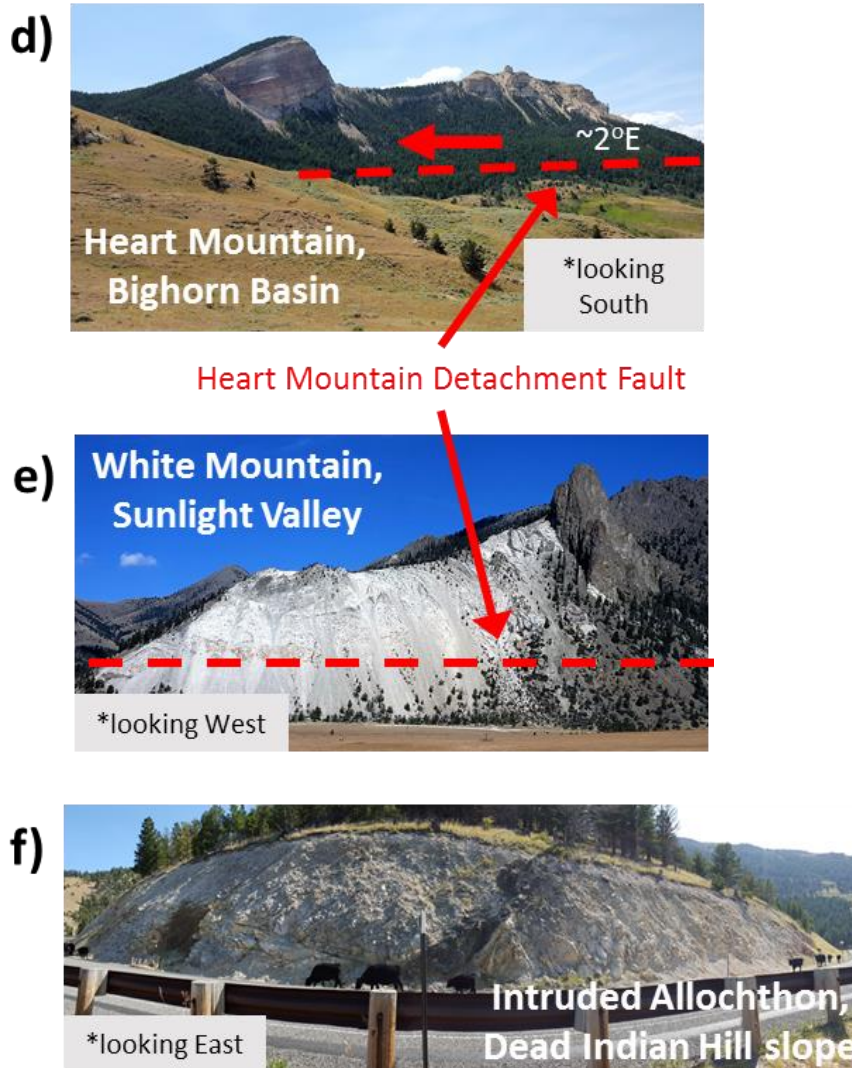 d)
~2°E
Heart Mountain,
Bighorn Basin
*looking
South
Heart Mountain Detachment Fault
e)
White Mountain,
Sunlight Valley
*looking West
f)
Intruded Allochthon,
Dead Indian Hill slope
*looking East